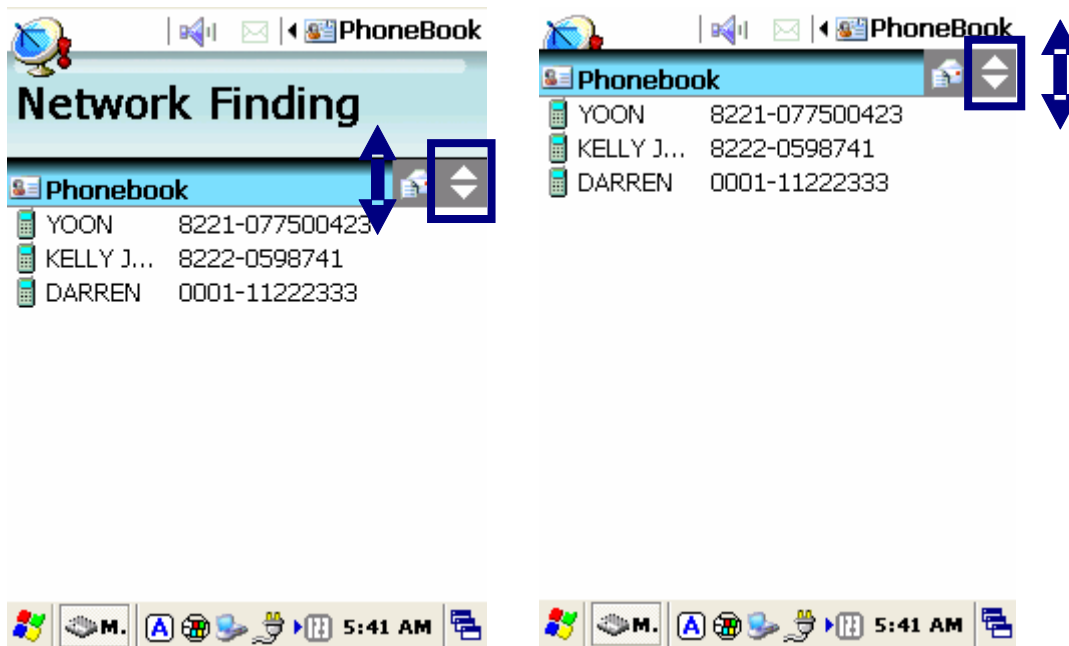 PhoneBook
Network Finding
Phonebook
YOON 8221-077500423
KELLY J... 8222-0598741
DARREN 0001-11222333
M. A 5:41 AM
PhoneBook
Phonebook
YOON 8221-077500423
KELLY J... 8222-0598741
DARREN 0001-11222333
M. A 5:41 AM